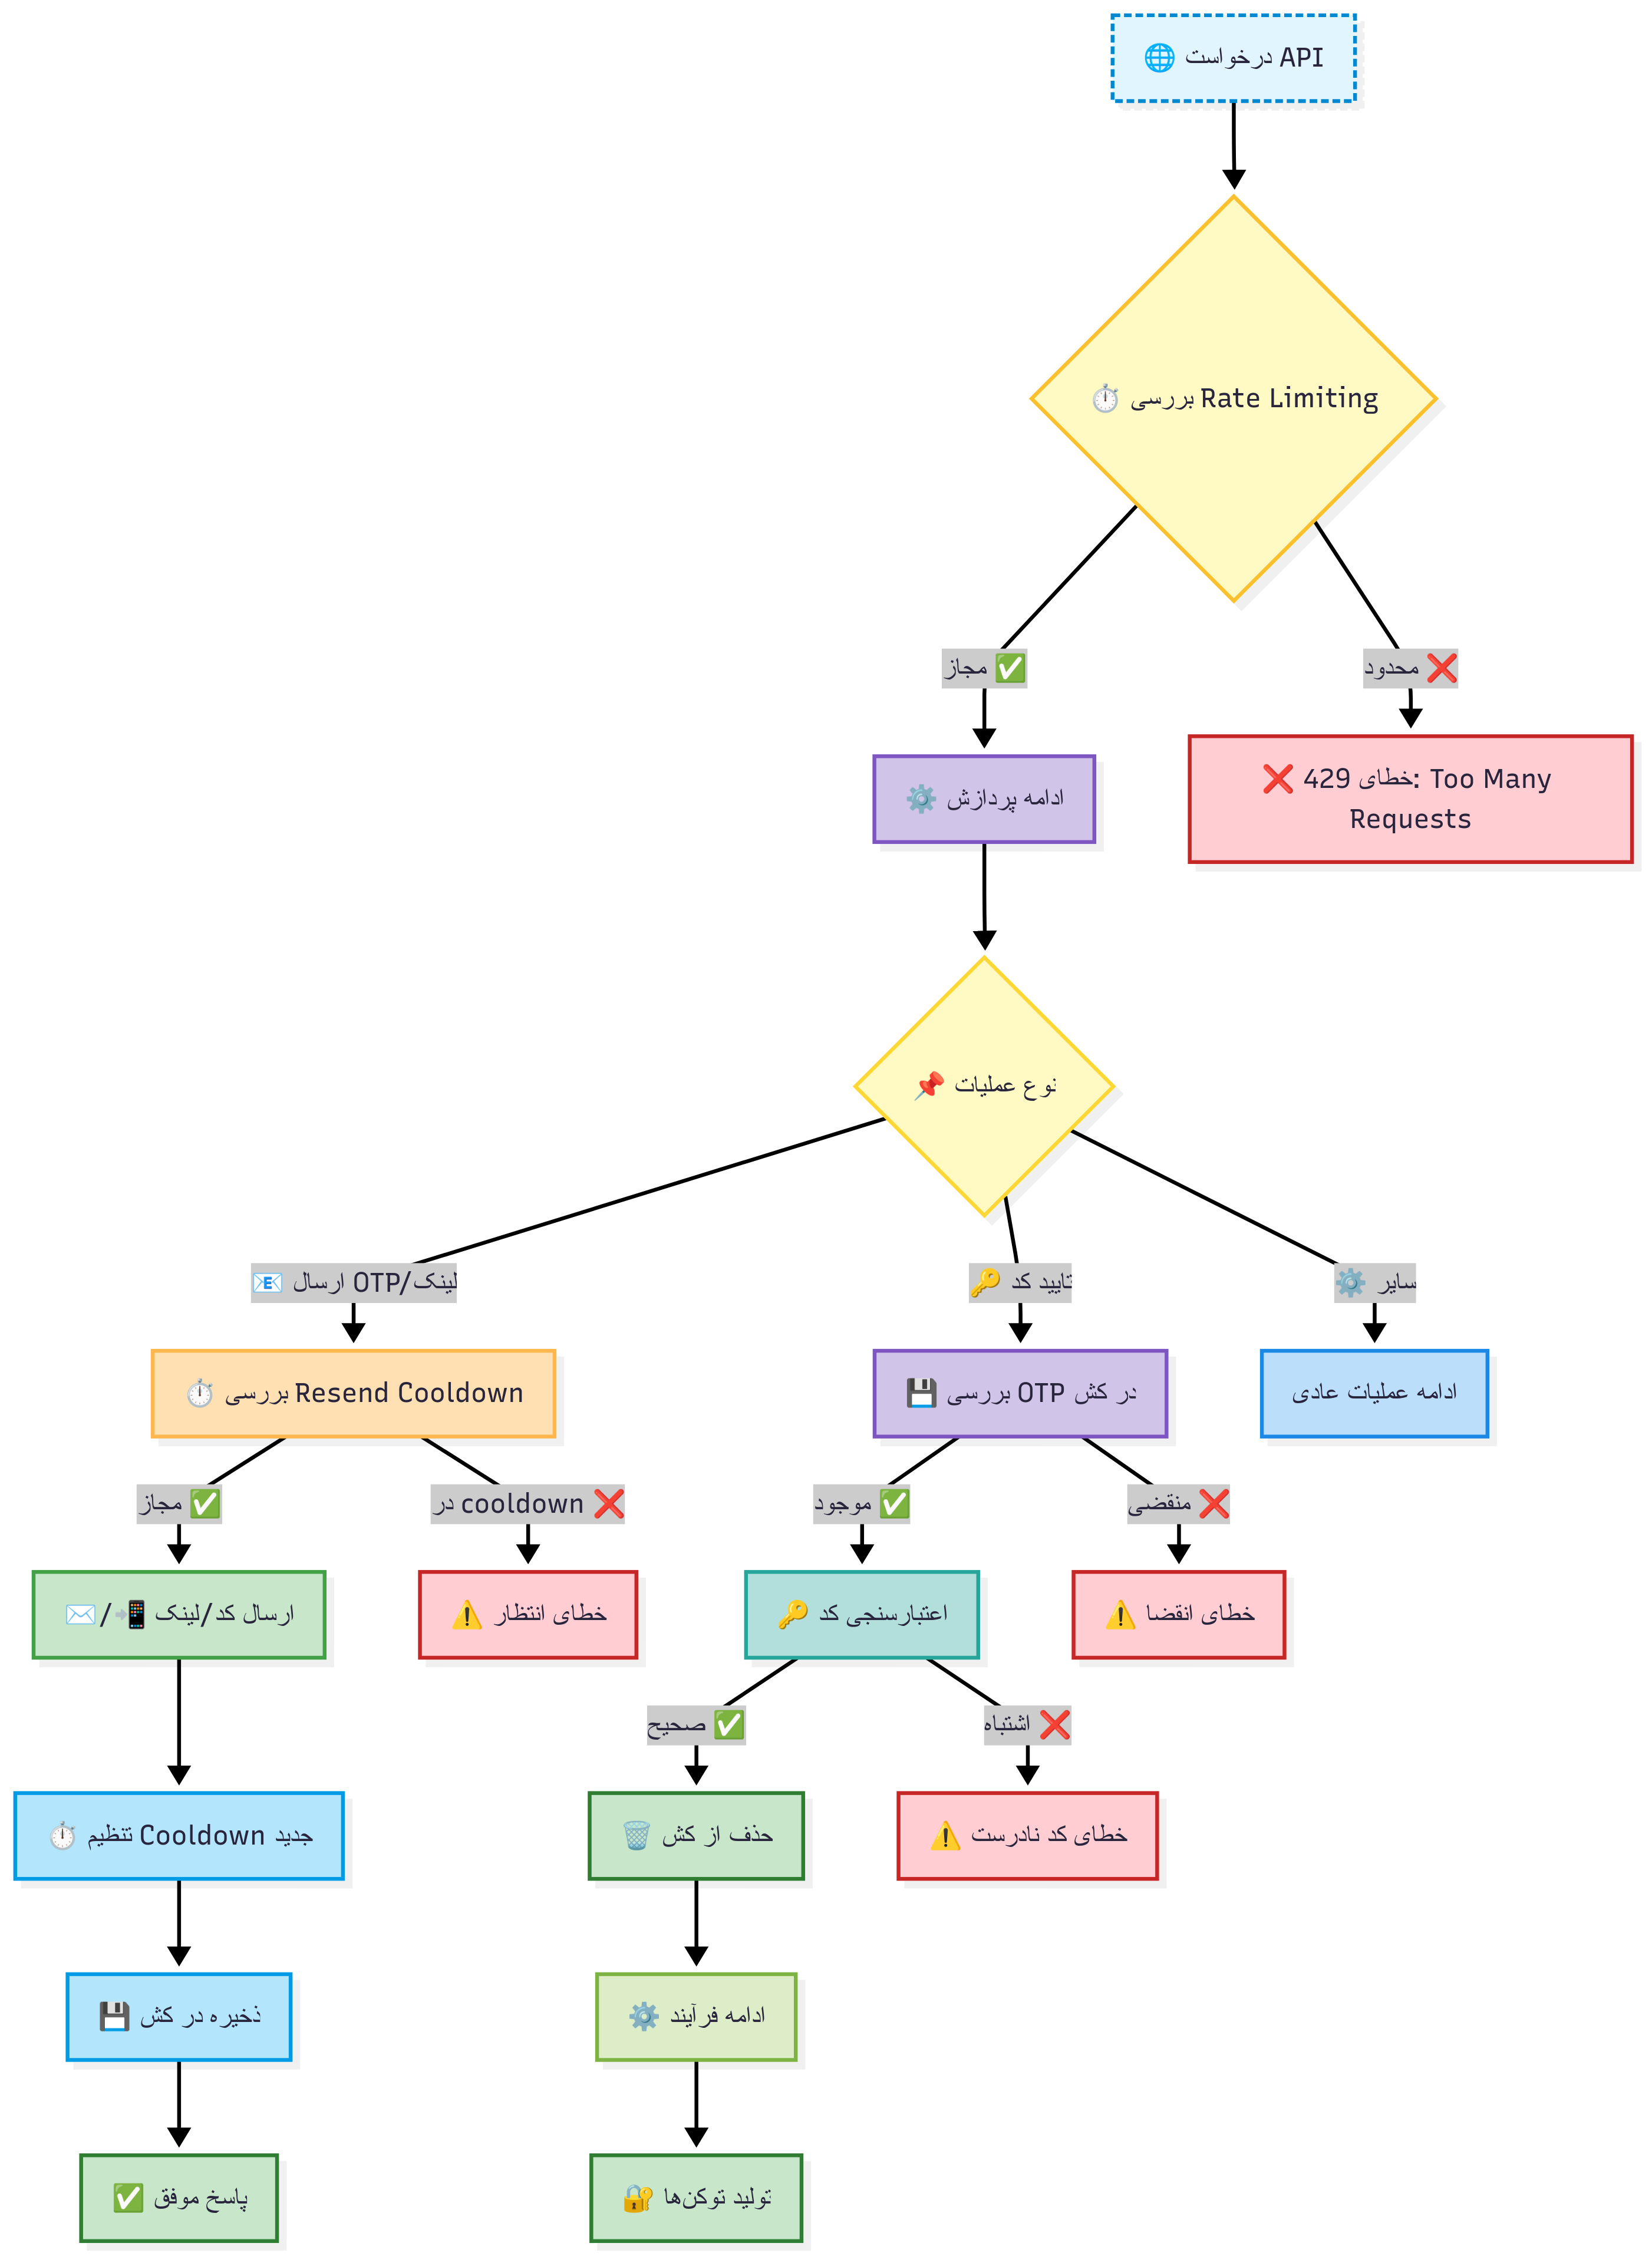 🌐 درخواست API
⏱️ بررسی Rate Limiting
✅ مجاز
❌ محدود
⚙️ ادامه پردازش
❌ خطای 429: Too Many
Requests
📌 نوع عملیات
📧 ارسال OTP/لینک
🔑 تایید کد
⚙️ سایر
⏱️ بررسی Resend Cooldown
💾 بررسی OTP در کش
ادامه عملیات عادی
✅ مجاز
❌ در cooldown
✅ موجود
❌ منقضی
✉️/📲 ارسال کد/لینک
⚠️ خطای انتظار
🔑 اعتبارسنجی کد
⚠️ خطای انقضا
✅ صحیح
❌ اشتباه
⏱️ تنظیم Cooldown جدید
🗑️ حذف از کش
⚠️ خطای کد نادرست
💾 ذخیره در کش
⚙️ ادامه فرآیند
✅ پاسخ موفق
🔐 تولید توکن‌ها